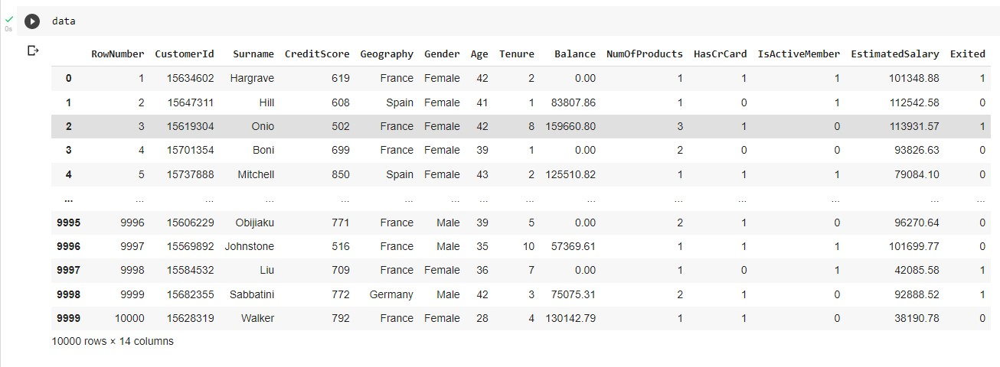 0s data
RowNumber CustomerId Surname CreditScore Geography Gender Age Tenure Balance NumOfProducts HasCrCard IsActiveMember EstimatedSalary Exited
0 1 15634602 Hargrave 619 France Female 42 2 0.00 1 1 1 101348.88 1
1 2 15647311 Hill 608 Spain Female 41 1 83807.86 1 0 1 112542.58 0
2 3 15619304 Onio 502 France Female 42 8 159660.80 3 1 0 113931.57 1
3 4 15701354 Boni 699 France Female 39 1 0.00 2 0 0 93826.63 0
4 5 15737888 Mitchell 850 Spain Female 43 2 125510.82 1 1 1 79084.10 0
... ... ... ... ... ... ... ... ... ... ... ... ... ... ...
9995 9996 15606229 Obijiaku 771 France Male 39 5 0.00 2 1 0 96270.64 0
9996 9997 15569892 Johnstone 516 France Male 35 10 57369.61 1 1 1 101699.77 0
9997 9998 15584532 Liu 709 France Female 36 7 0.00 1 0 1 42085.58 1
9998 9999 15682355 Sabbatini 772 Germany Male 42 3 75075.31 2 1 0 92888.52 1
9999 10000 15628319 Walker 792 France Female 28 4 130142.79 1 1 0 38190.78 0
10000 rows × 14 columns